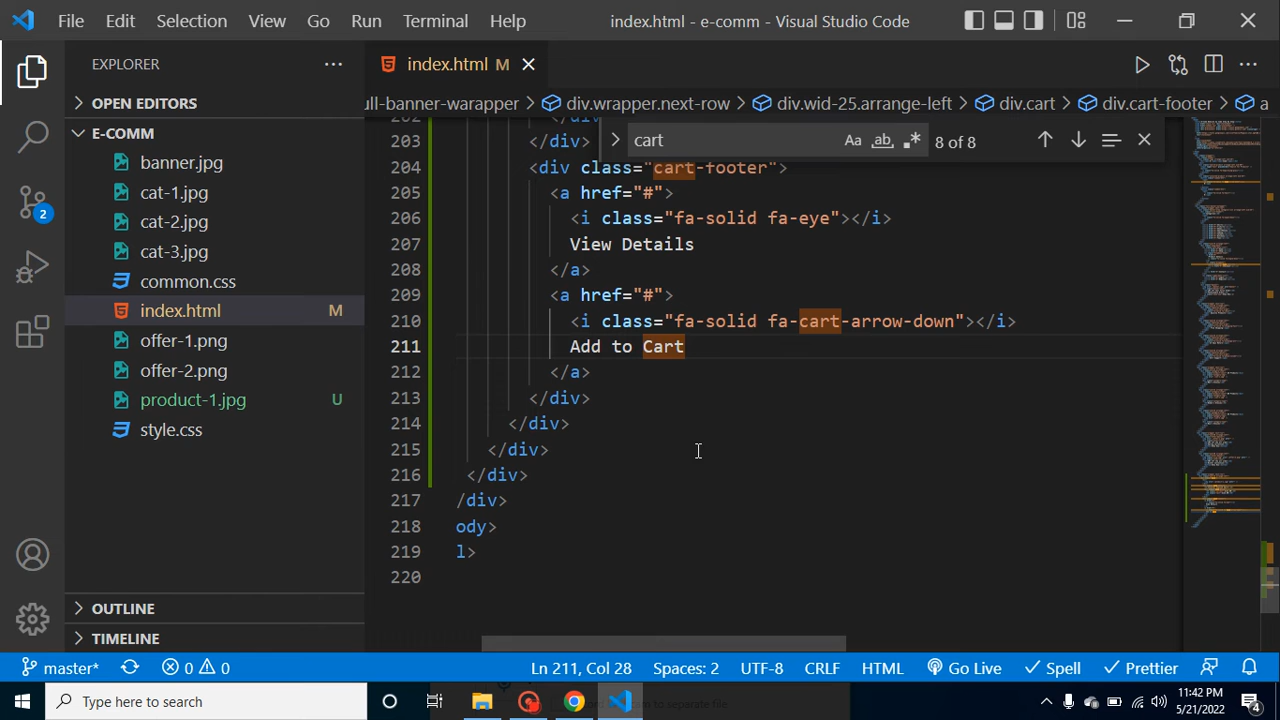 File Edit Selection View Go Run Terminal Help index.html - e-comm - Visual Studio Code
EXPLORER
index.html M
OPEN EDITORS
ull-banner-warapper > div.wrapper.next-row > div.wid-25.arrange-left > div.cart > div.cart-footer > a
cart
8 of 8
E-COMM
banner.jpg
cat-1.jpg
cat-2.jpg
cat-3.jpg
common.css
index.html M
offer-1.png
offer-2.png
product-1.jpg U
style.css
OUTLINE
TIMELINE
2
202
203 </div>
204 <div class="cart-footer">
205 <a href="#">
206 <i class="fa-solid fa-eye"></i>
207 View Details
208 </a>
209 <a href="#">
210 <i class="fa-solid fa-cart-arrow-down"></i>
211 Add to Cart
212 </a>
213 </div>
214 </div>
215 </div>
216 </div>
217 /div>
218 ody>
219 l>
220
master* 0 0 Ln 211, Col 28 Spaces: 2 UTF-8 CRLF HTML Go Live Spell Prettier
Type here to search
11:42 PM
5/21/2022
4